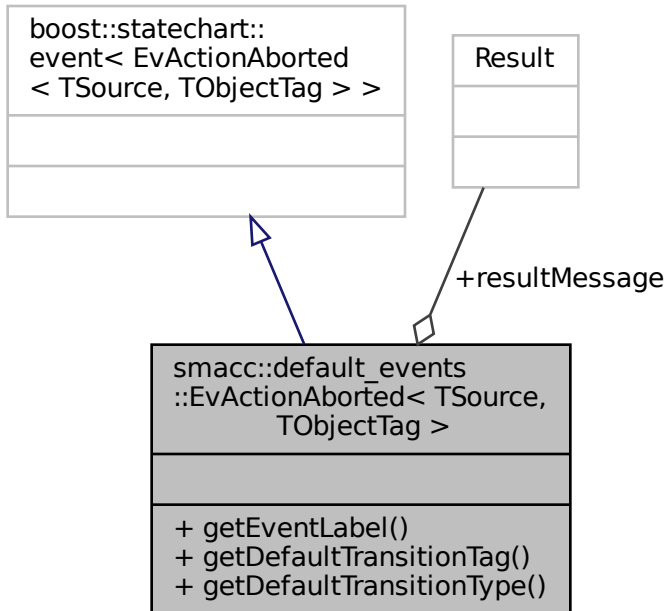 boost::statechart::
event< EvActionAborted
< TSource, TObjectTag > >
Result
+resultMessage
smacc::default_events
::EvActionAborted< TSource,
TObjectTag >
+ getEventLabel()
+ getDefaultTransitionTag()
+ getDefaultTransitionType()